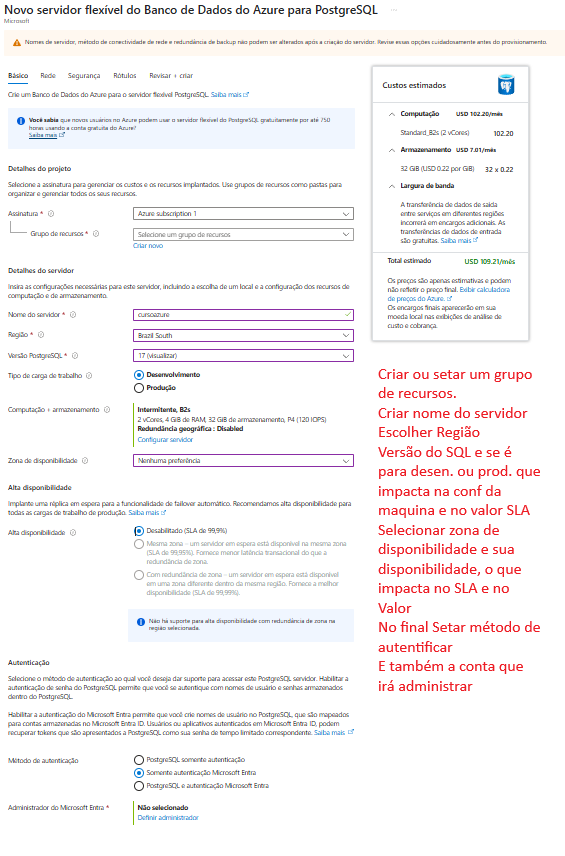 Novo servidor flexível do Banco de Dados do Azure para PostgreSQL ...
Microsoft
Nomes de servidor, método de conectividade de rede e redundância de backup não podem ser alterados após a criação do servidor. Revise essas opções cuidadosamente antes do provisionamento.
Básico Rede Segurança Rótulos Revisar + criar
Crie um Banco de Dados do Azure para o servidor flexível PostgreSQL. Saiba mais
Você sabia que novos usuários no Azure podem usar o servidor flexível do PostgreSQL gratuitamente por até 750
horas usando a conta gratuita do Azure?
Saiba mais
Detalhes do projeto
Selecione a assinatura para gerenciar os custos e os recursos implantados. Use grupos de recursos como pastas para
organizar e gerenciar todos os seus recursos.
Assinatura *
Azure subscription 1
Grupo de recursos *
Selecione um grupo de recursos
Criar novo
Detalhes do servidor
Insira as configurações necessárias para este servidor, incluindo a escolha de um local e a configuração dos recursos de
computação e de armazenamento.
Nome do servidor *
cursoazure
Região *
Brazil South
Versão PostgreSQL *
17 (visualizar)
Tipo de carga de trabalho
Desenvolvimento
Produção
Computação + armazenamento
Intermitente, B2s
2 vCores, 4 GiB de RAM, 32 GiB de armazenamento, P4 (120 IOPS)
Redundância geográfica : Disabled
Configurar servidor
Zona de disponibilidade
Nenhuma preferência
Alta disponibilidade
Implante uma réplica em espera para a funcionalidade de failover automático. Recomendamos alta disponibilidade para
todas as cargas de trabalho de produção. Saiba mais
Alta disponibilidade
Desabilitado (SLA de 99,9%)
Mesma zona – um servidor em espera está disponível na mesma zona
(SLA de 99,95%). Fornece menor latência transacional do que a
redundância de zona.
Com redundância de zona – um servidor em espera está disponível
em uma zona diferente dentro da mesma região. Fornece a melhor
disponibilidade (SLA de 99,99%).
Não há suporte para alta disponibilidade com redundância de zona na
região selecionada.
Autenticação
Selecione o método de autenticação ao qual você deseja dar suporte para acessar este PostgreSQL servidor. Habilitar a
autenticação de senha do PostgreSQL permite que você se autentique com nomes de usuário e senhas armazenados
dentro do PostgreSQL.
Habilitar a autenticação do Microsoft Entra permite que você crie nomes de usuário no PostgreSQL, que são mapeados
para contas armazenadas no Microsoft Entra ID. Usuários ou aplicativos autenticados em Microsoft Entra ID, podem
recuperar tokens que são apresentados a PostgreSQL como sua senha de tempo limitado correspondente. Saiba mais.
Método de autenticação
PostgreSQL somente autenticação
Somente autenticação Microsoft Entra
PostgreSQL e autenticação Microsoft Entra
Administrador do Microsoft Entra *
Não selecionado
Definir administrador
Custos estimados
Computação USD 102.20/mês
Standard_B2s (2 vCores) 102.20
Armazenamento USD 7.01/mês
32 GiB (USD 0.22 por GiB) 32 x 0.22
Largura de banda
A transferência de dados de saída
entre serviços em diferentes regiões
incorrerá em encargos adicionais. As
transferências de dados de entrada
são gratuitas. Saiba mais
Total estimado USD 109.21/mês
Os preços são apenas estimativas e podem
não refletir o preço final. Exibir calculadora
de preços do Azure.
Os encargos finais aparecerão em sua
moeda local nas exibições de análise de
custo e cobrança.
Criar ou setar um grupo
de recursos.
Criar nome do servidor
Escolher Região
Versão do SQL e se é
para desen. ou prod. que
impacta na conf da
maquina e no valor SLA
Selecionar zona de
disponibilidade e sua
disponibilidade, o que
impacta no SLA e no
Valor
No final Setar método de
autentificar
E também a conta que
irá administrar